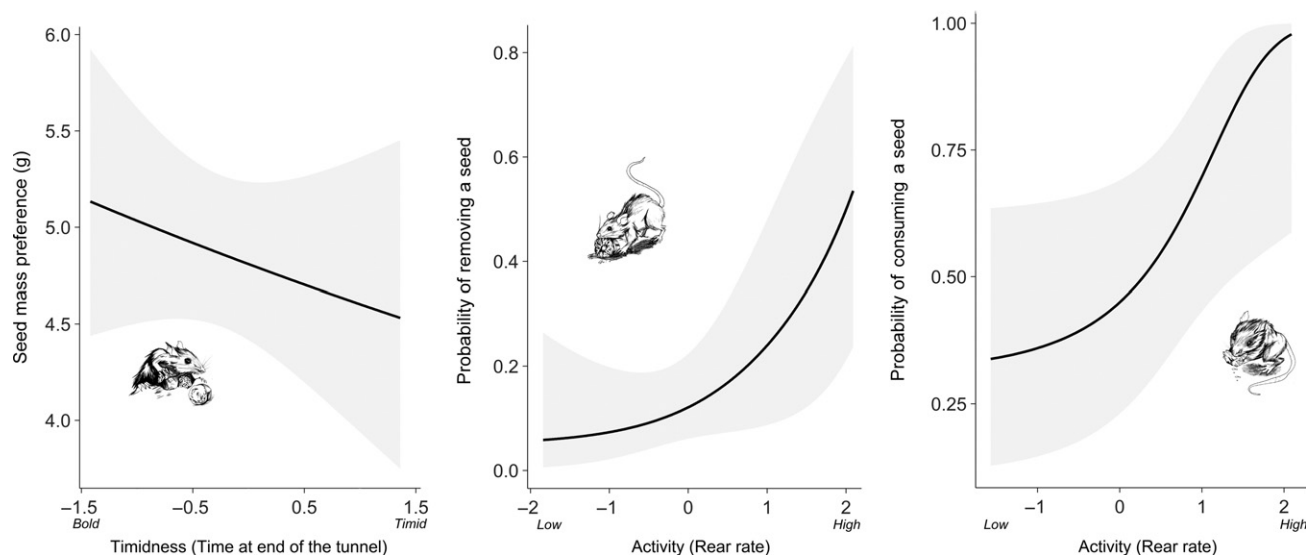 6.0
5.5
5.0
4.5
4.0
Seed mass preference (g)
−1.5 −0.5 0.5 1.5
Bold Timid
Timidness (Time at end of the tunnel)
0.8
0.6
0.4
0.2
0.0
Probability of removing a seed
−2 −1 0 1 2
Low High
Activity (Rear rate)
1.00
0.75
0.50
0.25
Probability of consuming a seed
−1 0 1 2
Low High
Activity (Rear rate)